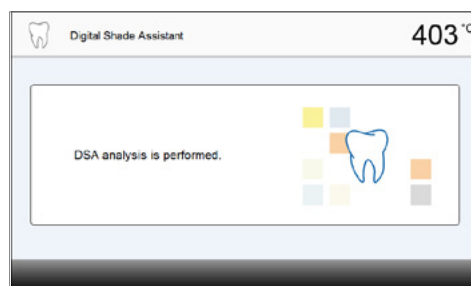 Digital Shade Assistant
403 °C
DSA analysis is performed.